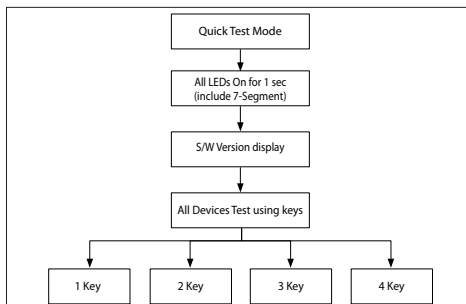 Quick Test Mode
All LEDs On for 1 sec
(include 7-Segment)
S/W Version display
All Devices Test using keys
1 Key
2 Key
3 Key
4 Key